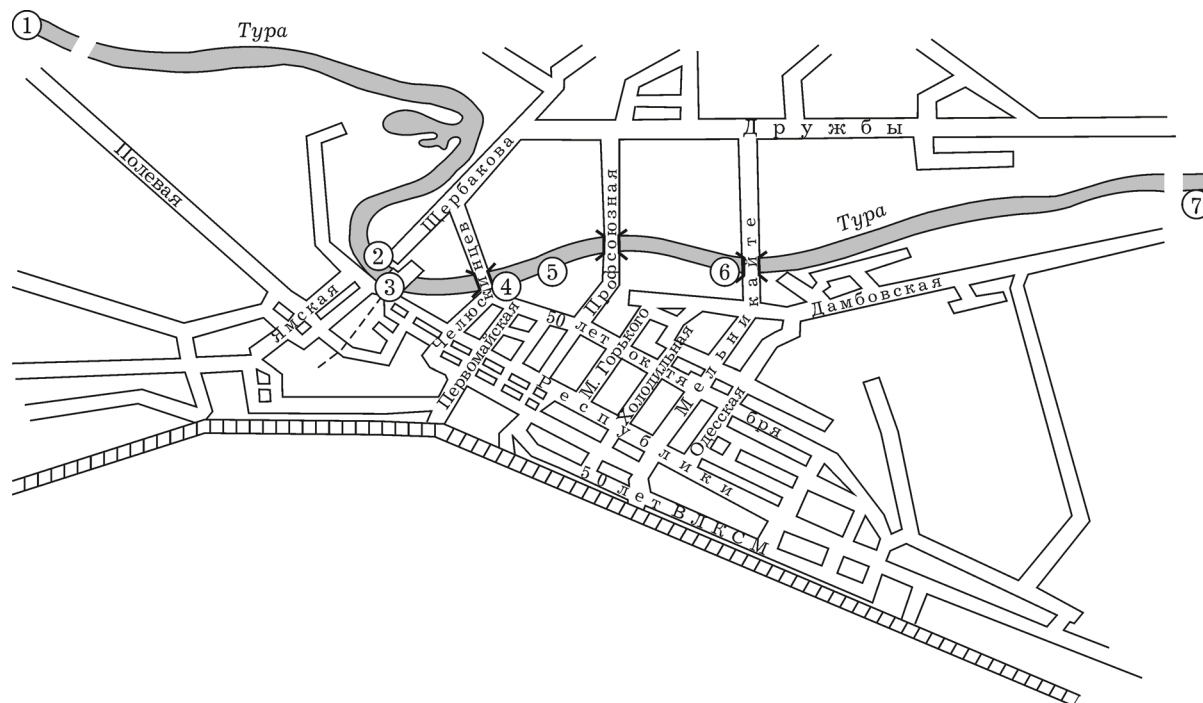 1
Тура
Полевая
Щербакова
Дружбы
Челюскинцев
Профсоюзная
Мельникайте
Тура
7
2
3
4
5
6
Ямская
Дамбовская
Первомайская
50 лет октября
М. Горького
Холодильная
Республики
Одесская
50 лет ВЛКСМ